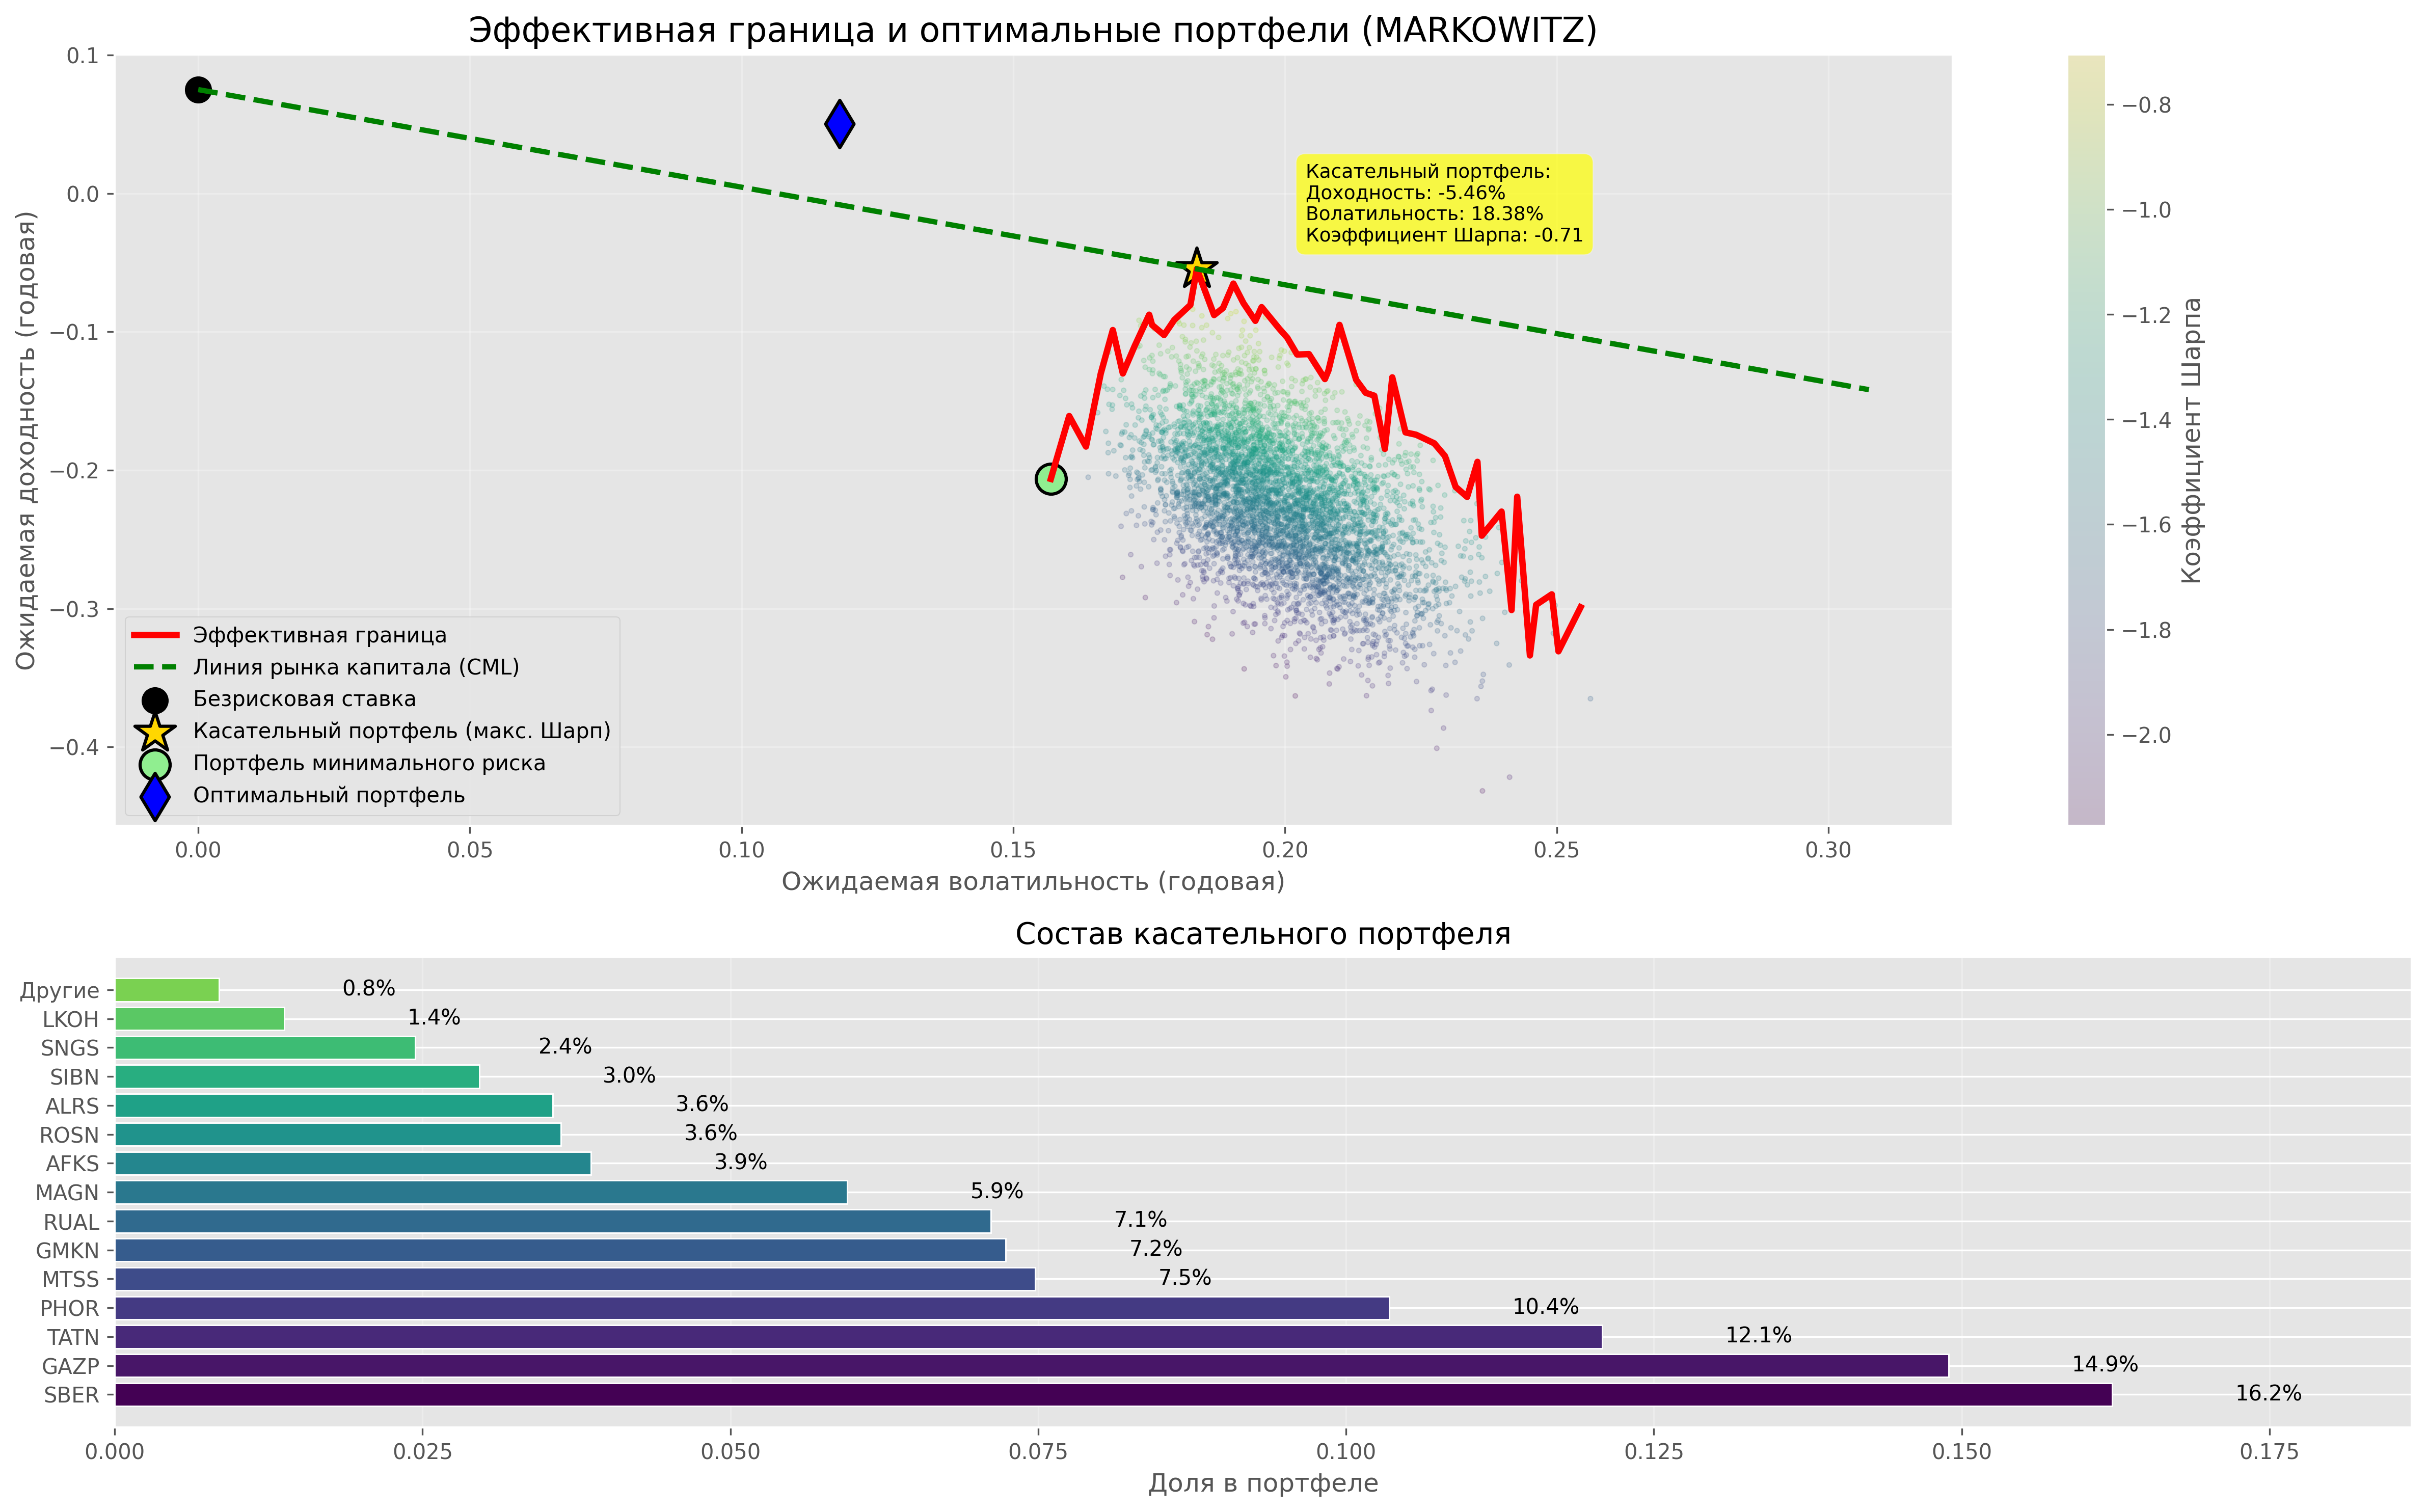 Эффективная граница и оптимальные портфели (MARKOWITZ)
Ожидаемая доходность (годовая)
0.1
0.0
−0.1
−0.2
−0.3
−0.4
Касательный портфель:
Доходность: -5.46%
Волатильность: 18.38%
Коэффициент Шарпа: -0.71
Эффективная граница
Линия рынка капитала (CML)
Безрисковая ставка
Касательный портфель (макс. Шарп)
Портфель минимального риска
Оптимальный портфель
0.00 0.05 0.10 0.15 0.20 0.25 0.30
Ожидаемая волатильность (годовая)
−0.8
−1.0
−1.2
−1.4
−1.6
−1.8
−2.0
Коэффициент Шарпа
Состав касательного портфеля
Другие 0.8%
LKOH 1.4%
SNGS 2.4%
SIBN 3.0%
ALRS 3.6%
ROSN 3.6%
AFKS 3.9%
MAGN 5.9%
RUAL 7.1%
GMKN 7.2%
MTSS 7.5%
PHOR 10.4%
TATN 12.1%
GAZP 14.9%
SBER 16.2%
0.000 0.025 0.050 0.075 0.100 0.125 0.150 0.175
Доля в портфеле